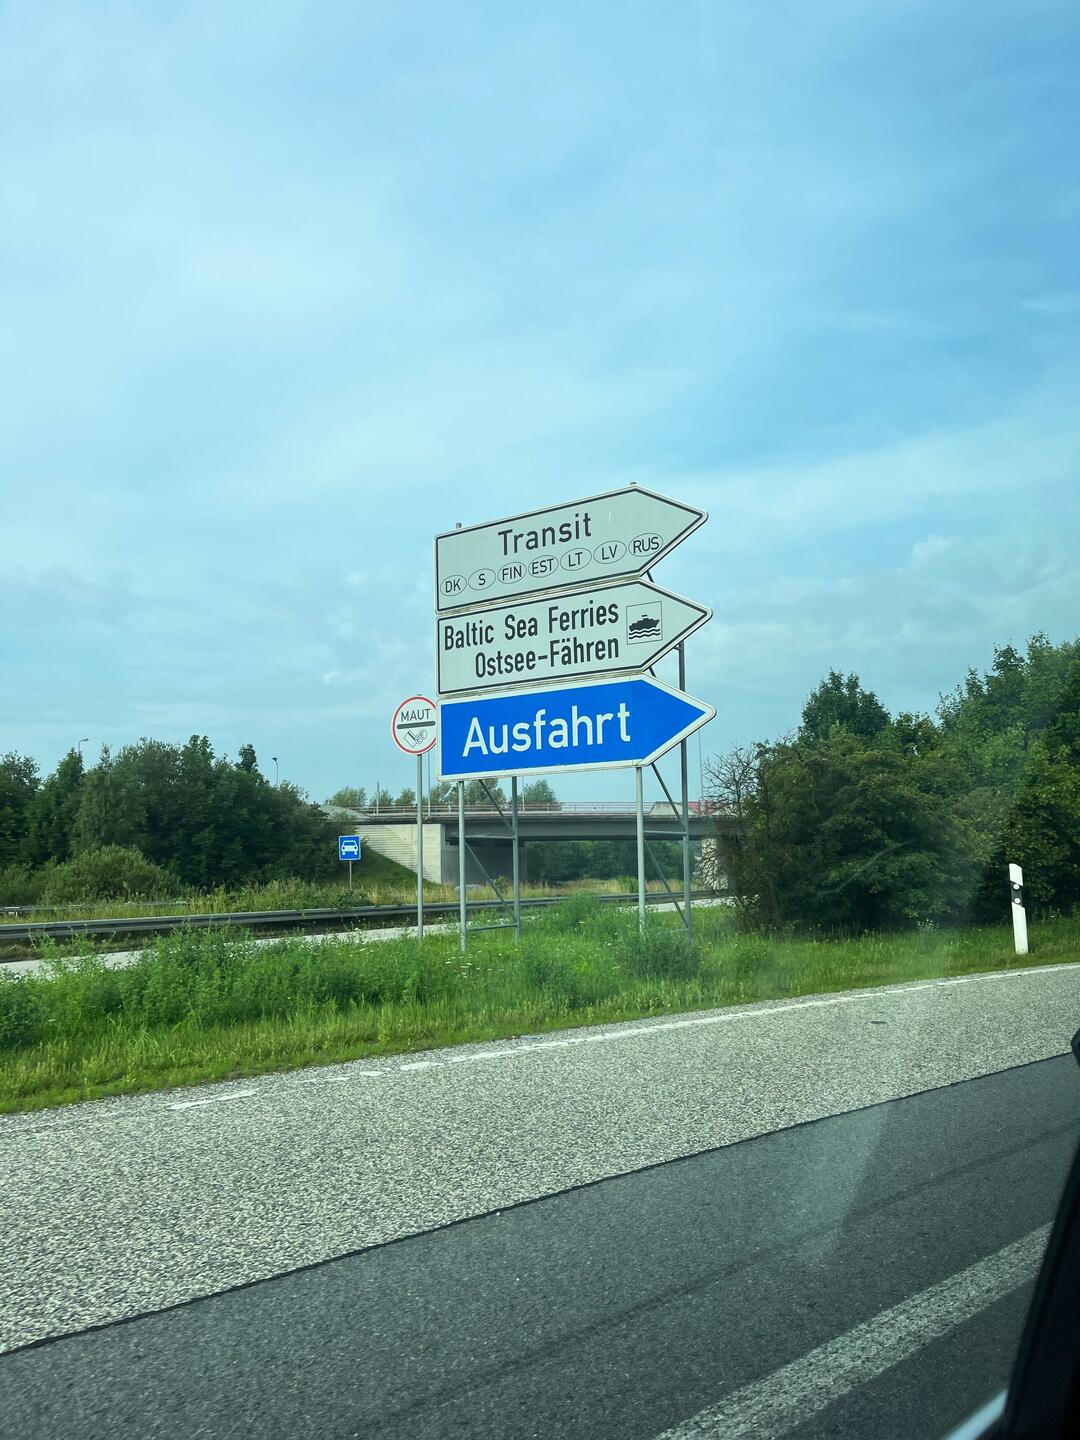 Transit
DK S FIN EST LT LV RUS
Baltic Sea Ferries
Ostsee-Fähren
MAUT
Ausfahrt